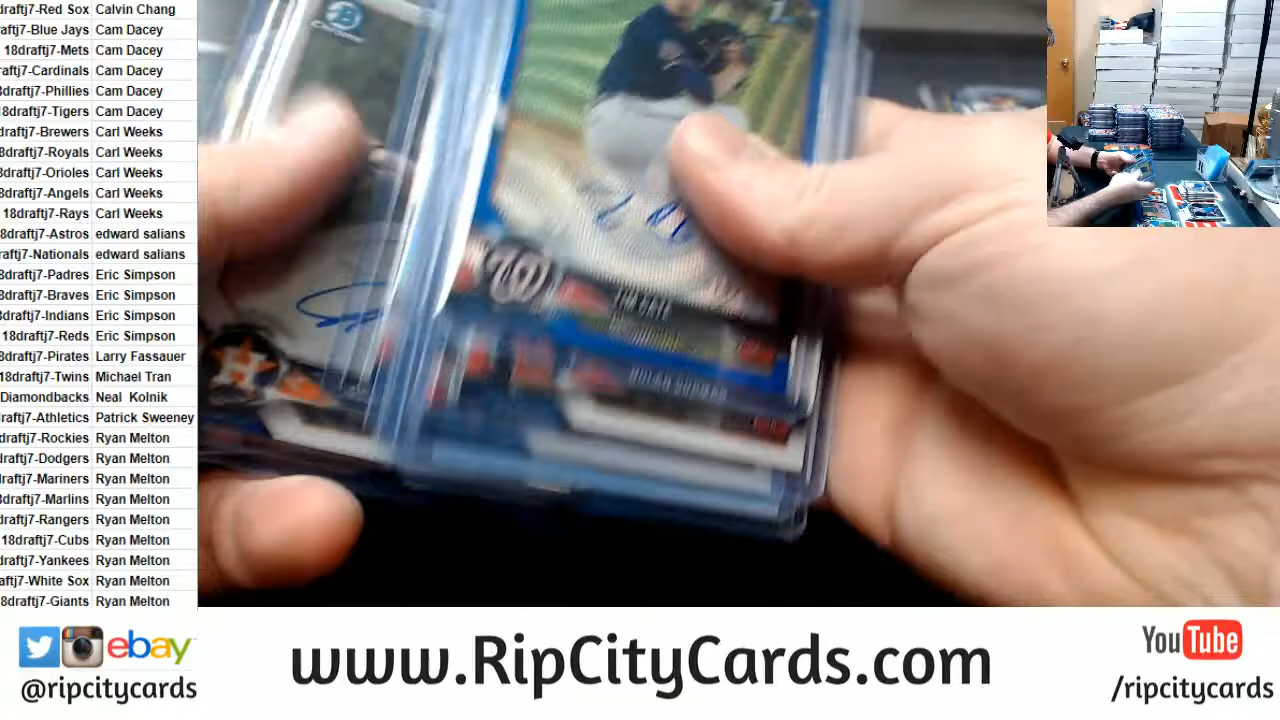 draftj7-Red Sox Calvin Chang
raftj7-Blue Jays Cam Dacey
18draftj7-Mets Cam Dacey
aftj7-Cardinals Cam Dacey
draftj7-Phillies Cam Dacey
8draftj7-Tigers Cam Dacey
draftj7-Brewers Carl Weeks
8draftj7-Royals Carl Weeks
draftj7-Orioles Carl Weeks
8draftj7-Angels Carl Weeks
18draftj7-Rays Carl Weeks
8draftj7-Astros edward salians
raftj7-Nationals edward salians
8draftj7-Padres Eric Simpson
draftj7-Braves Eric Simpson
8draftj7-Indians Eric Simpson
18draftj7-Reds Eric Simpson
8draftj7-Pirates Larry Fassauer
18draftj7-Twins Michael Tran
Diamondbacks Neal Kolnik
raftj7-Athletics Patrick Sweeney
draftj7-Rockies Ryan Melton
draftj7-Dodgers Ryan Melton
raftj7-Mariners Ryan Melton
8draftj7-Marlins Ryan Melton
draftj7-Rangers Ryan Melton
18draftj7-Cubs Ryan Melton
draftj7-Yankees Ryan Melton
aftj7-White Sox Ryan Melton
8draftj7-Giants Ryan Melton
W
H
ebay
@ripcitycards
www.RipCityCards.com
YouTube
/ripcitycards